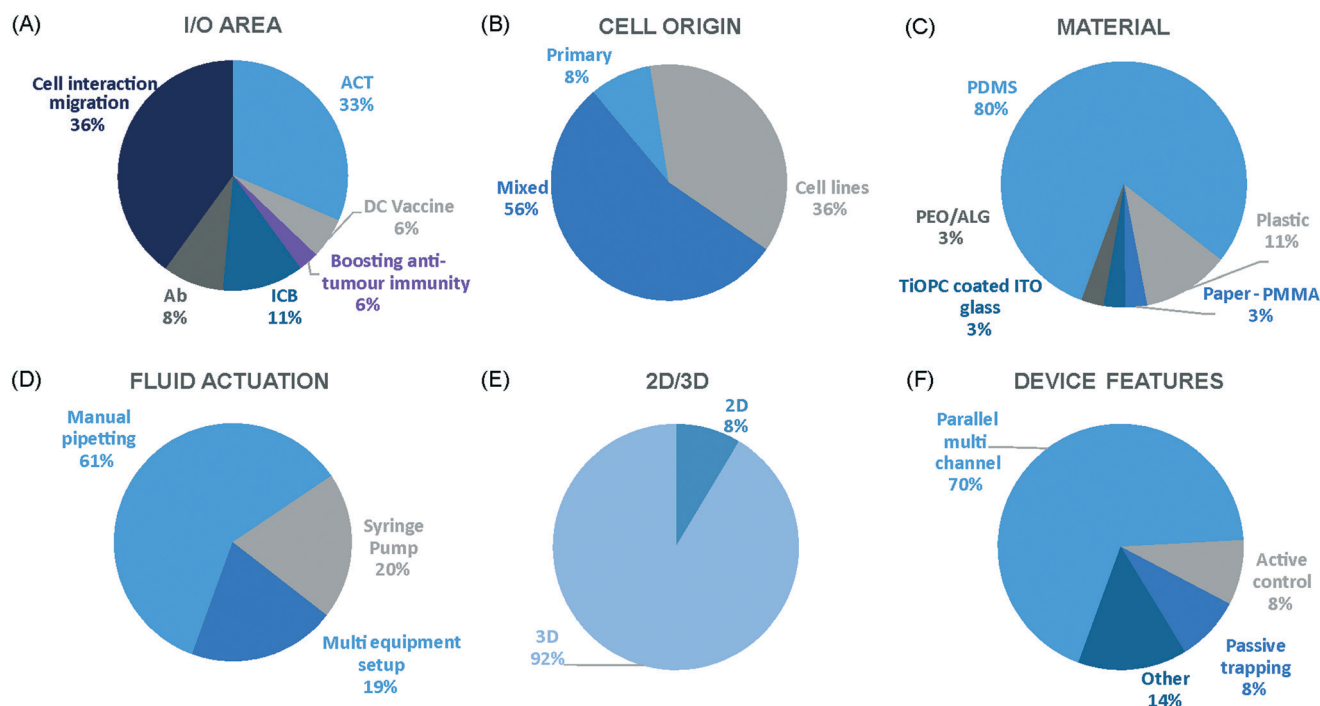 (A)
I/O AREA
Cell interaction
migration
36%
ACT
33%
DC Vaccine
6%
Boosting anti-
tumour immunity
6%
ICB
11%
Ab
8%
(B)
CELL ORIGIN
Primary
8%
Mixed
56%
Cell lines
36%
(C)
MATERIAL
PDMS
80%
PEO/ALG
3%
Plastic
11%
TiOPC coated ITO
glass
3%
Paper-PMMA
3%
(D)
FLUID ACTUATION
Manual
pipetting
61%
Syringe
Pump
20%
Multi equipment
setup
19%
(E)
2D/3D
2D
8%
3D
92%
(F)
DEVICE FEATURES
Parallel
multi
channel
70%
Active
control
8%
Passive
trapping
8%
Other
14%